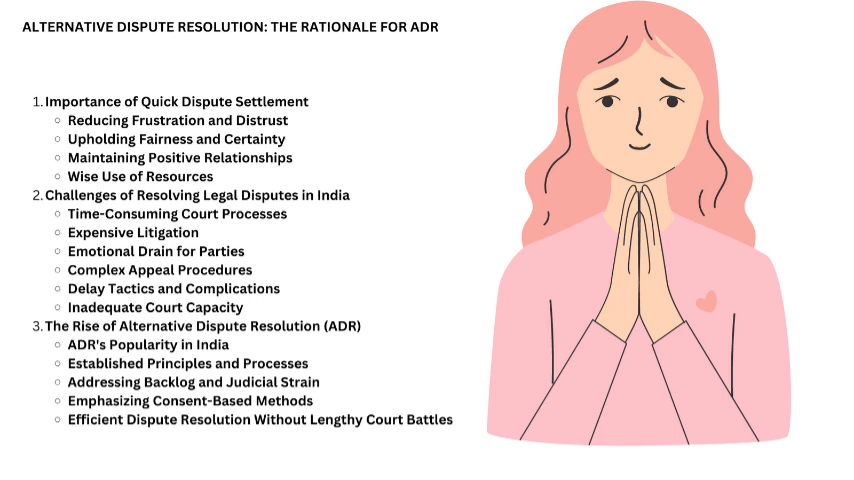 ALTERNATIVE DISPUTE RESOLUTION: THE RATIONALE FOR ADR
1. Importance of Quick Dispute Settlement
○ Reducing Frustration and Distrust
○ Upholding Fairness and Certainty
○ Maintaining Positive Relationships
○ Wise Use of Resources
2. Challenges of Resolving Legal Disputes in India
○ Time-Consuming Court Processes
○ Expensive Litigation
○ Emotional Drain for Parties
○ Complex Appeal Procedures
○ Delay Tactics and Complications
○ Inadequate Court Capacity
3. The Rise of Alternative Dispute Resolution (ADR)
○ ADR's Popularity in India
○ Established Principles and Processes
○ Addressing Backlog and Judicial Strain
○ Emphasizing Consent-Based Methods
○ Efficient Dispute Resolution Without Lengthy Court Battles